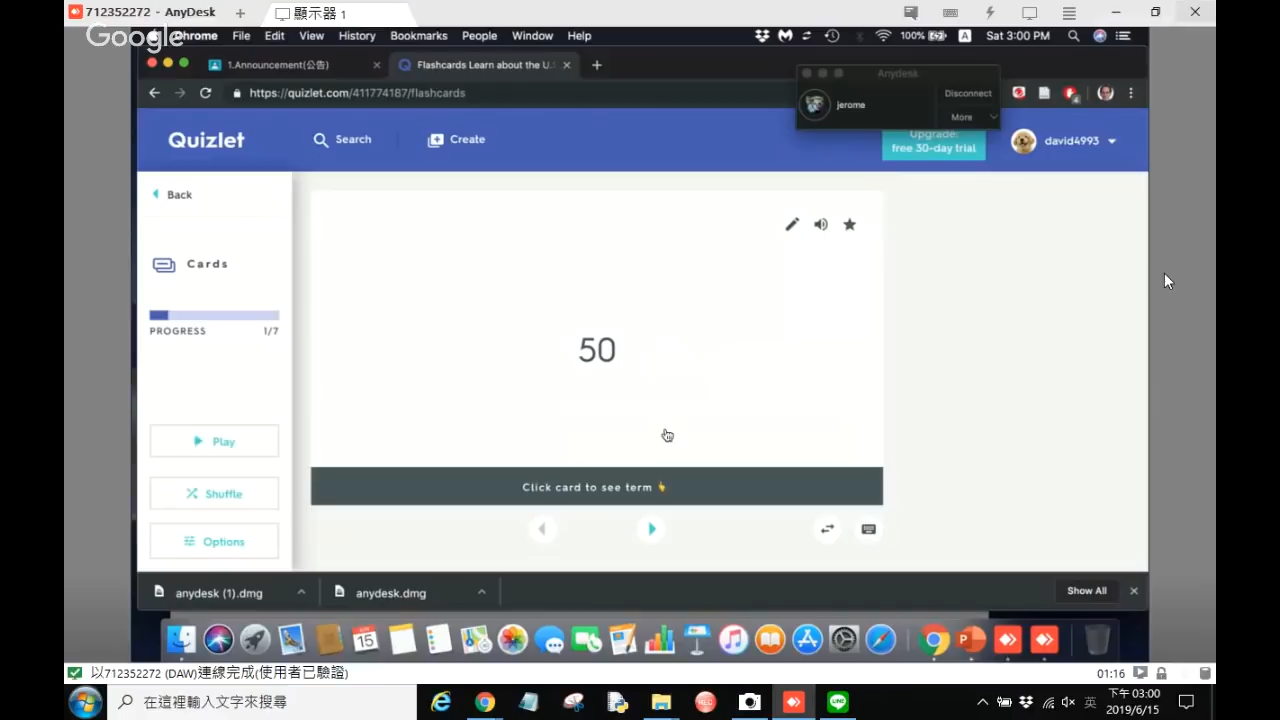 712352272 - AnyDesk
顯示器 1
Google
Chrome File Edit View History Bookmarks People Window Help
100% A Sat 3:00 PM
1.Announcement(公告)
Flashcards Learn about the U.
Anydesk
https://quizlet.com/411774187/flashcards
jerome
Disconnect
More
Quizlet
Search
Create
Upgrade:
free 30-day trial
david4993
Back
Cards
PROGRESS 1/7
50
Play
Click card to see term
Shuffle
Options
anydesk (1).dmg
anydesk.dmg
Show All
15
以712352272 (DAW)連線完成(使用者已驗證)
01:16
在這裡輸入文字來搜尋
REC
LINE
英
下午 03:00
2019/6/15